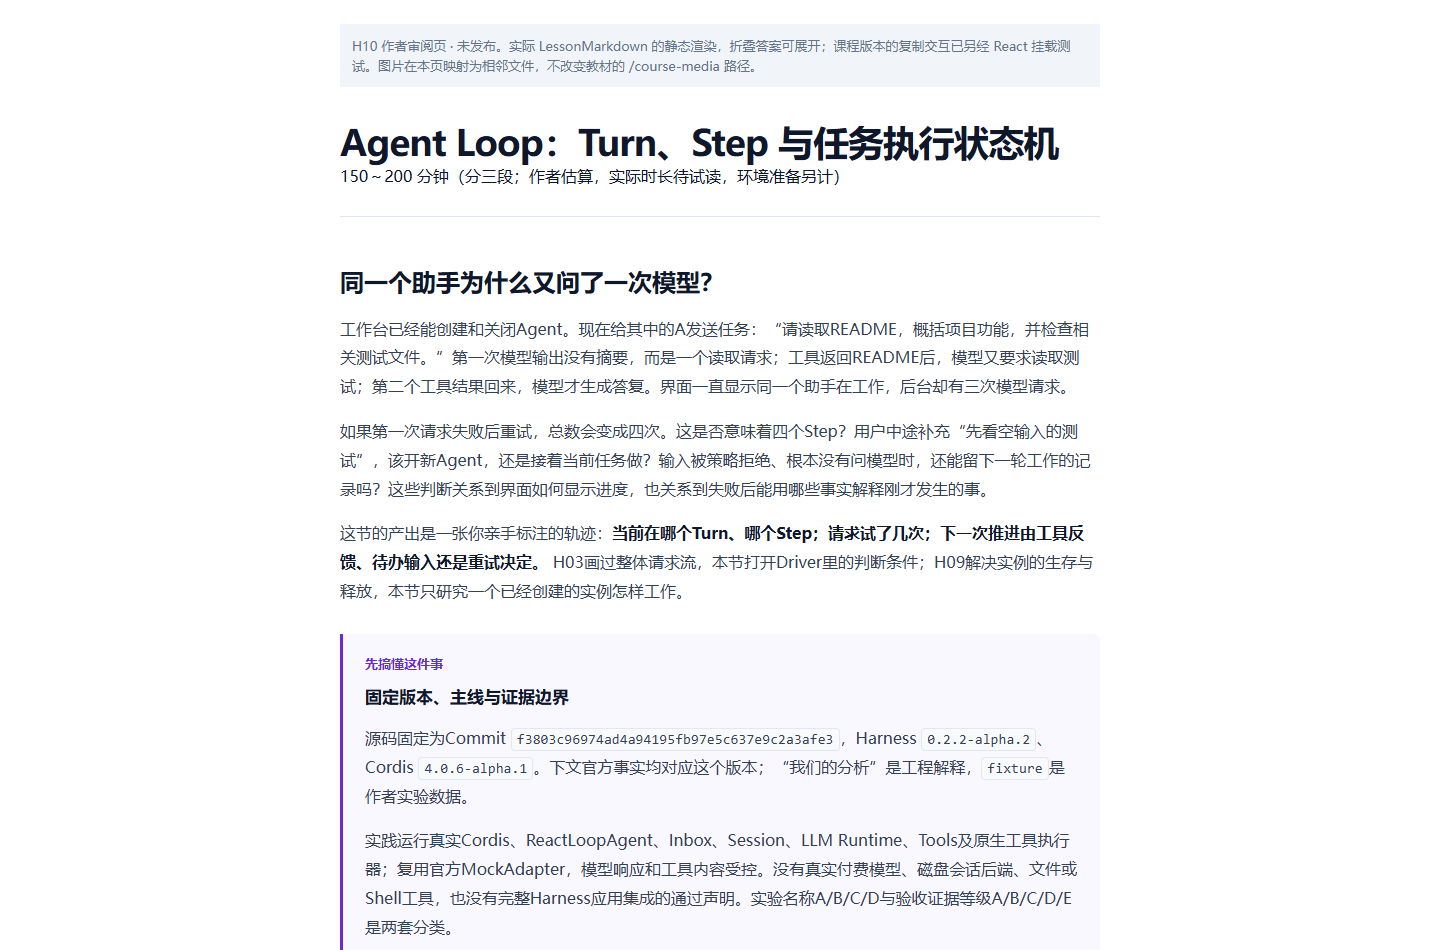 H10 作者审阅页 · 未发布。实际 LessonMarkdown 的静态渲染，折叠答案可展开；课程版本的复制交互已另经 React 挂载测
试。图片在本页映射为相邻文件，不改变教材的 /course-media 路径。
Agent Loop：Turn、Step 与任务执行状态机
150～200 分钟（分三段；作者估算，实际时长待试读，环境准备另计）
同一个助手为什么又问了一次模型？
工作台已经能创建和关闭Agent。现在给其中的A发送任务：“请读取README，概括项目功能，并检查相
关测试文件。”第一次模型输出没有摘要，而是一个读取请求；工具返回README后，模型又要求读取测
试；第二个工具结果回来，模型才生成答复。界面一直显示同一个助手在工作，后台却有三次模型请求。
如果第一次请求失败后重试，总数会变成四次。这是否意味着四个Step？用户中途补充“先看空输入的测
试”，该开新Agent，还是接着当前任务做？输入被策略拒绝、根本没有问模型时，还能留下一轮工作的记
录吗？这些判断关系到界面如何显示进度，也关系到失败后能用哪些事实解释刚才发生的事。
这节的产出是一张你亲手标注的轨迹：当前在哪个Turn、哪个Step；请求试了几次；下一次推进由工具反
馈、待办输入还是重试决定。 H03画过整体请求流，本节打开Driver里的判断条件；H09解决实例的生存与
释放，本节只研究一个已经创建的实例怎样工作。
先搞懂这件事
固定版本、主线与证据边界
源码固定为Commit f3803c96974ad4a94195fb97e5c637e9c2a3afe3，Harness 0.2.2-alpha.2、
Cordis 4.0.6-alpha.1。下文官方事实均对应这个版本；“我们的分析”是工程解释，fixture是
作者实验数据。
实践运行真实Cordis、ReactLoopAgent、Inbox、Session、LLM Runtime、Tools及原生工具执行
器；复用官方MockAdapter，模型响应和工具内容受控。没有真实付费模型、磁盘会话后端、文件或
Shell工具，也没有完整Harness应用集成的通过声明。实验名称A/B/C/D与验收证据等级A/B/C/D/E
是两套分类。